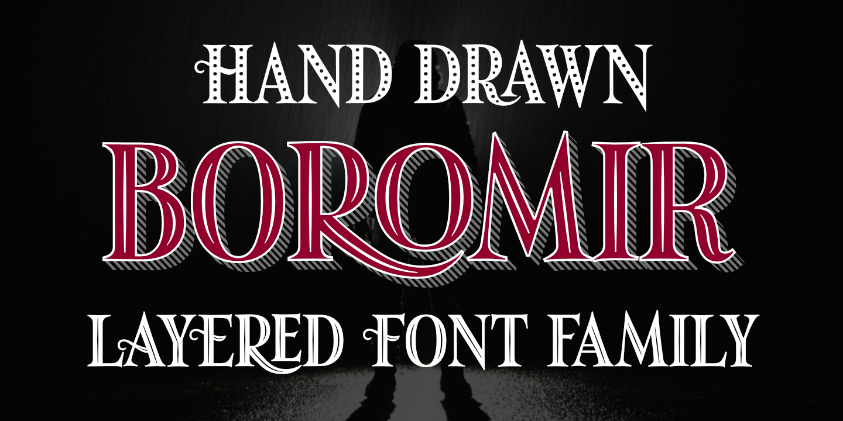 HAND DRAWN
BOROMIR
LAYERED FONT FAMILY